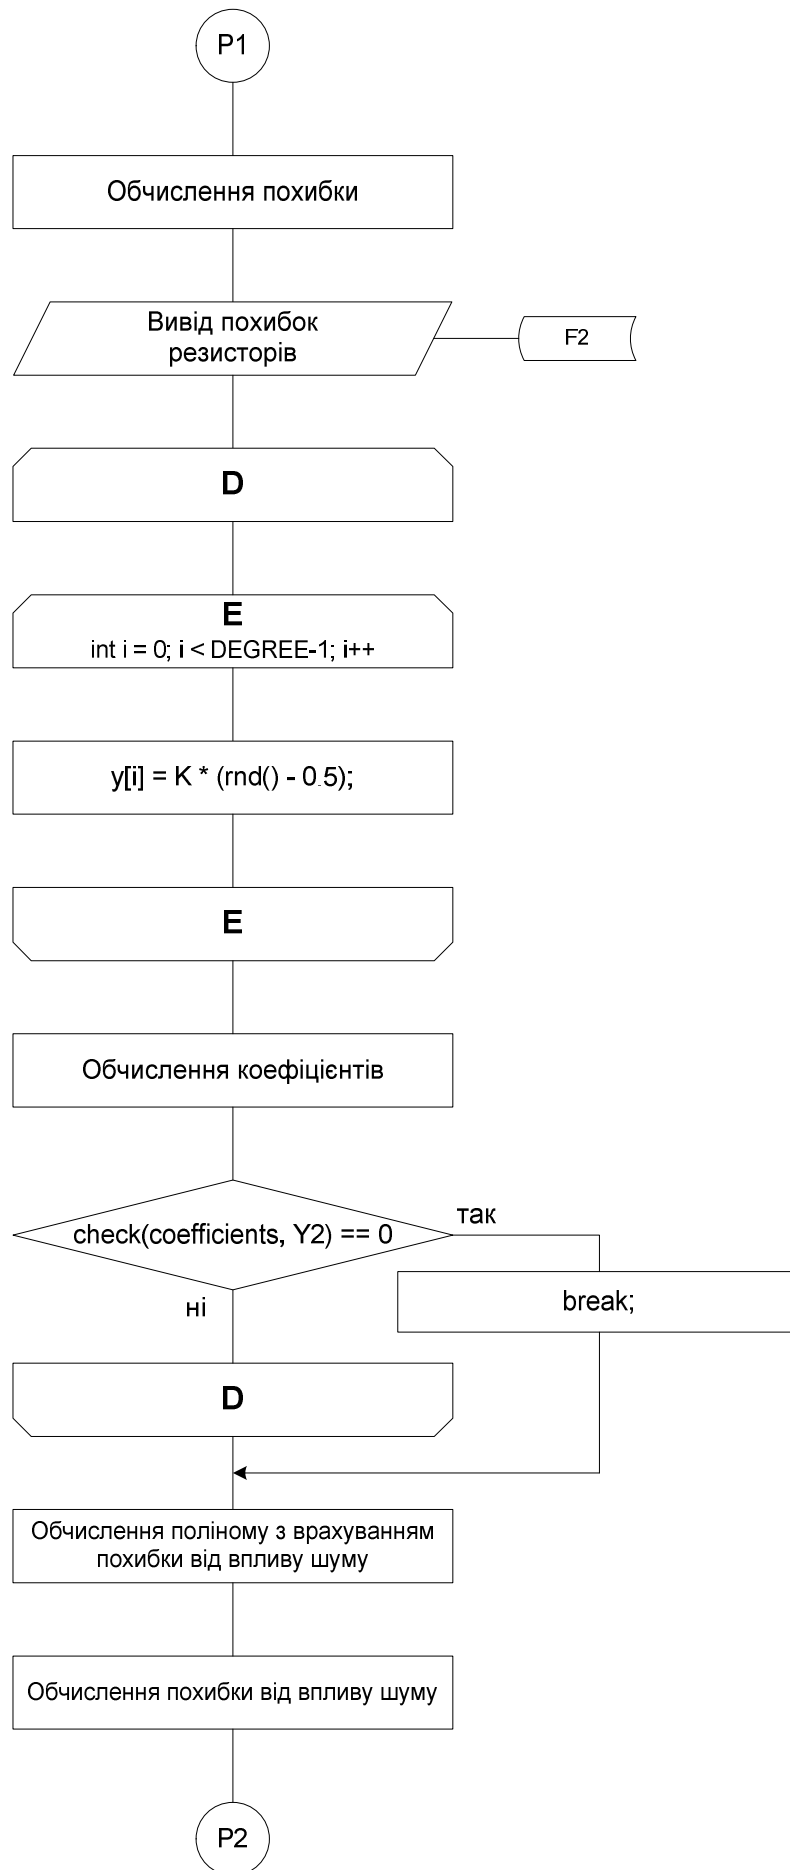 P1
Обчислення похибки
Вивід похибок
резисторів
F2
D
E
int i = 0; i < DEGREE-1; i++
y[i] = K * (rnd() - 0.5);
E
Обчислення коефіцієнтів
check(coefficients, Y2) == 0
так
break;
ні
D
Обчислення поліному з врахуванням
похибки від впливу шуму
Обчислення похибки від впливу шуму
P2